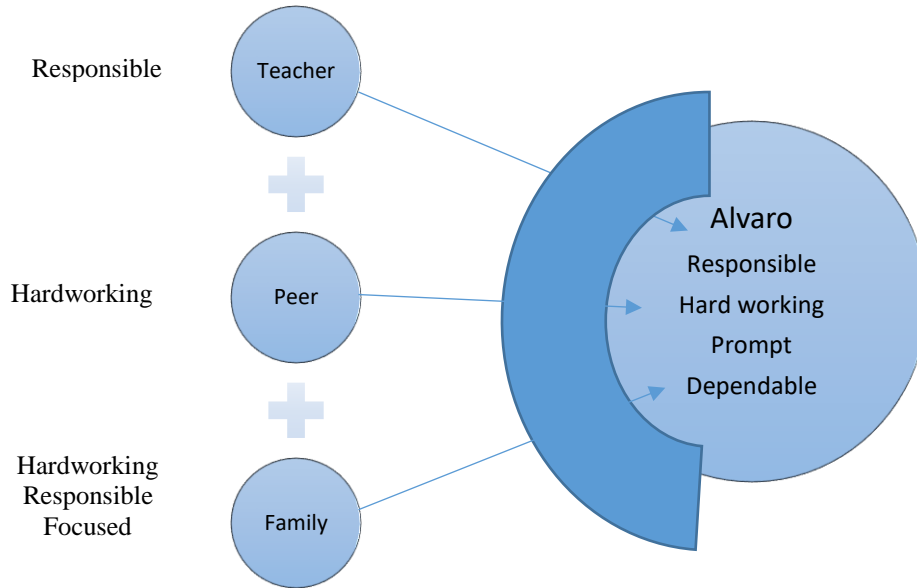 Responsible
Teacher
Hardworking
Peer
Hardworking
Responsible
Focused
Family
Alvaro
Responsible
Hard working
Prompt
Dependable